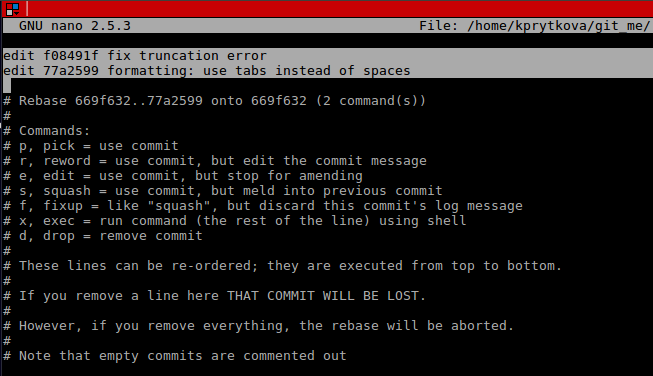 GNU nano 2.5.3 File: /home/kprytkova/git_me/
edit f08491f fix truncation error
edit 77a2599 formatting: use tabs instead of spaces
# Rebase 669f632..77a2599 onto 669f632 (2 command(s))
#
# Commands:
# p, pick = use commit
# r, reword = use commit, but edit the commit message
# e, edit = use commit, but stop for amending
# s, squash = use commit, but meld into previous commit
# f, fixup = like "squash", but discard this commit's log message
# x, exec = run command (the rest of the line) using shell
# d, drop = remove commit
#
# These lines can be re-ordered; they are executed from top to bottom.
#
# If you remove a line here THAT COMMIT WILL BE LOST.
#
# However, if you remove everything, the rebase will be aborted.
#
# Note that empty commits are commented out